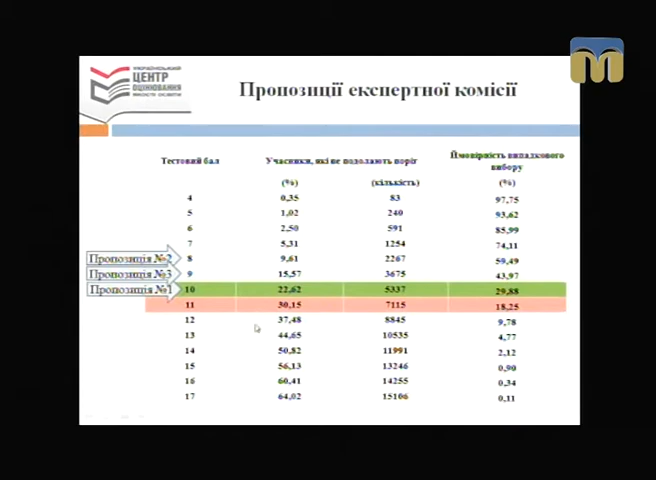 УКРАЇНСЬКИЙ
ЦЕНТР
ОЦІНЮВАННЯ
ЯКОСТІ ОСВІТИ
Пропозиції експертної комісії
Тестовий бал Учасники, які не подолають поріг Ймовірність випадкового вибору
(%) (кількість) (%)
4 0,35 83 97,75
5 1,02 240 93,62
6 2,50 591 85,99
7 5,31 1254 74,11
Пропозиція №2 8 9,61 2267 59,49
Пропозиція №3 9 15,57 3675 43,97
Пропозиція №1 10 22,62 5337 29,88
11 30,15 7115 18,25
12 37,48 8845 9,78
13 44,65 10535 4,77
14 50,82 11991 2,12
15 56,13 13246 0,90
16 60,41 14255 0,34
17 64,02 15106 0,11